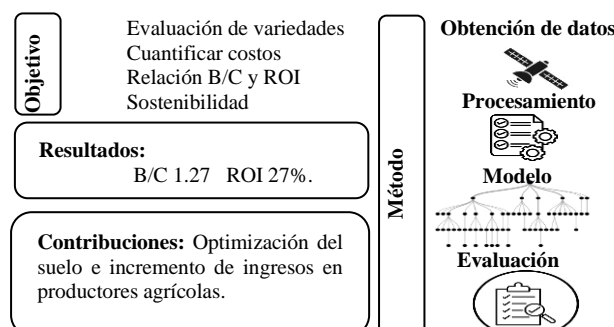 Objetivo
Evaluación de variedades
Cuantificar costos
Relación B/C y ROI
Sostenibilidad
Resultados:
B/C 1.27 ROI 27%.
Contribuciones: Optimización del
suelo e incremento de ingresos en
productores agrícolas.
Método
Obtención de datos
Procesamiento
Modelo
Evaluación